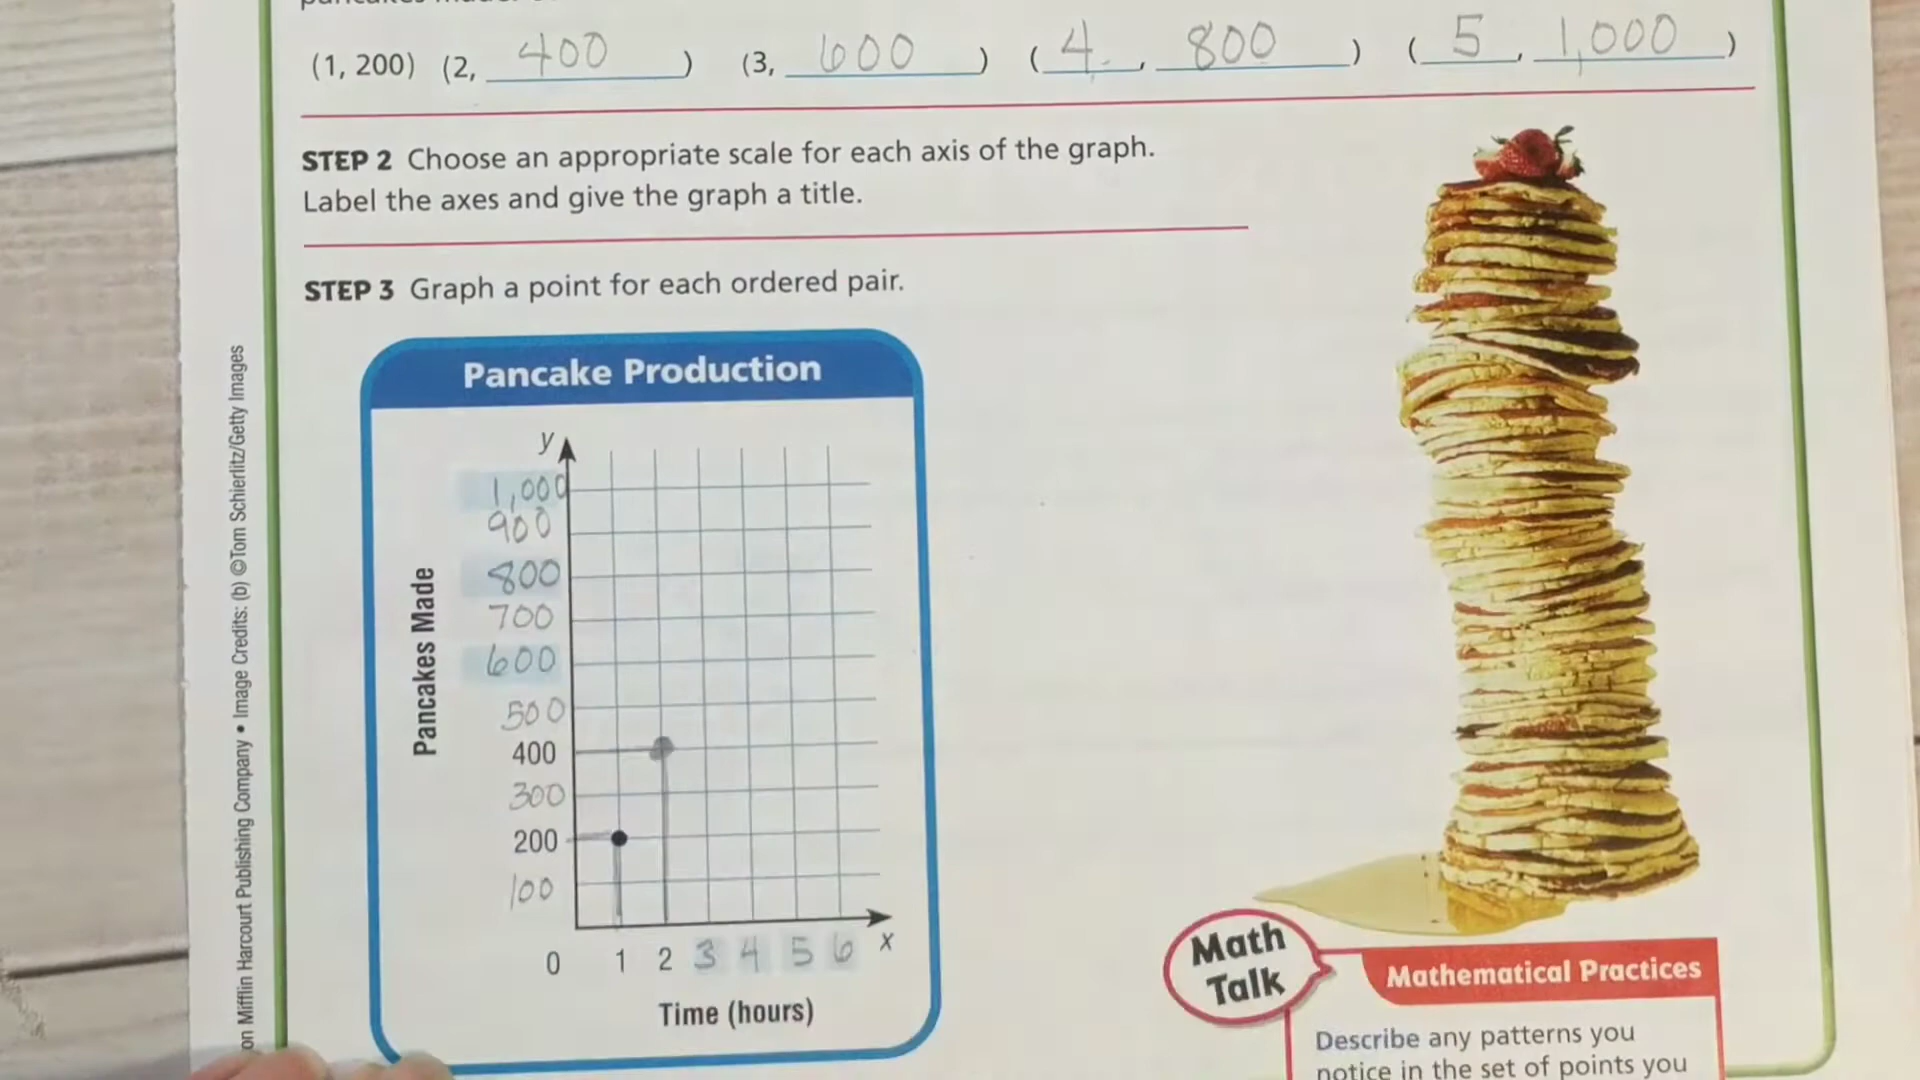 (1, 200) (2, 400) (3, 600) (4, 800) (5, 1,000)
STEP 2 Choose an appropriate scale for each axis of the graph.
Label the axes and give the graph a title.
STEP 3 Graph a point for each ordered pair.
Pancake Production
y
1,000
900
800
700
600
500
400
300
200
100
0 1 2 3 4 5 6 x
Pancakes Made
Time (hours)
Math
Talk
Mathematical Practices
Describe any patterns you
notice in the set of points you
on Mifflin Harcourt Publishing Company • Image Credits: (b) ©Tom Schierlitz/Getty Images